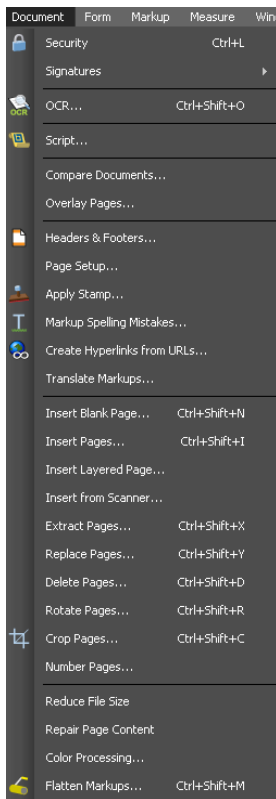 Document Form Markup Measure
Security Ctrl+L
Signatures
OCR
OCR... Ctrl+Shift+O
Script...
Compare Documents...
Overlay Pages...
Headers & Footers...
Page Setup...
Apply Stamp...
Markup Spelling Mistakes...
Create Hyperlinks from URLs...
Translate Markups...
Insert Blank Page... Ctrl+Shift+N
Insert Pages... Ctrl+Shift+I
Insert Layered Page...
Insert from Scanner...
Extract Pages... Ctrl+Shift+X
Replace Pages... Ctrl+Shift+Y
Delete Pages... Ctrl+Shift+D
Rotate Pages... Ctrl+Shift+R
Crop Pages... Ctrl+Shift+C
Number Pages...
Reduce File Size
Repair Page Content
Color Processing...
Flatten Markups... Ctrl+Shift+M